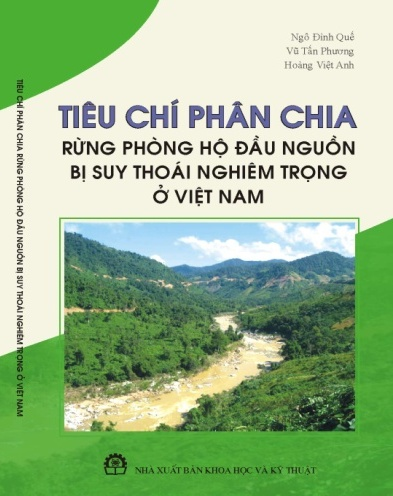 Ngô Đình Quế
Vũ Tấn Phương
Hoàng Việt Anh
TIÊU CHÍ PHÂN CHIA
RỪNG PHÒNG HỘ ĐẦU NGUỒN
BỊ SUY THOÁI NGHIÊM TRỌNG
Ở VIỆT NAM
TIÊU CHÍ PHÂN CHIA RỪNG PHÒNG HỘ ĐẦU NGUỒN BỊ SUY THOÁI NGHIÊM TRỌNG Ở VIỆT NAM
NHÀ XUẤT BẢN KHOA HỌC VÀ KỸ THUẬT